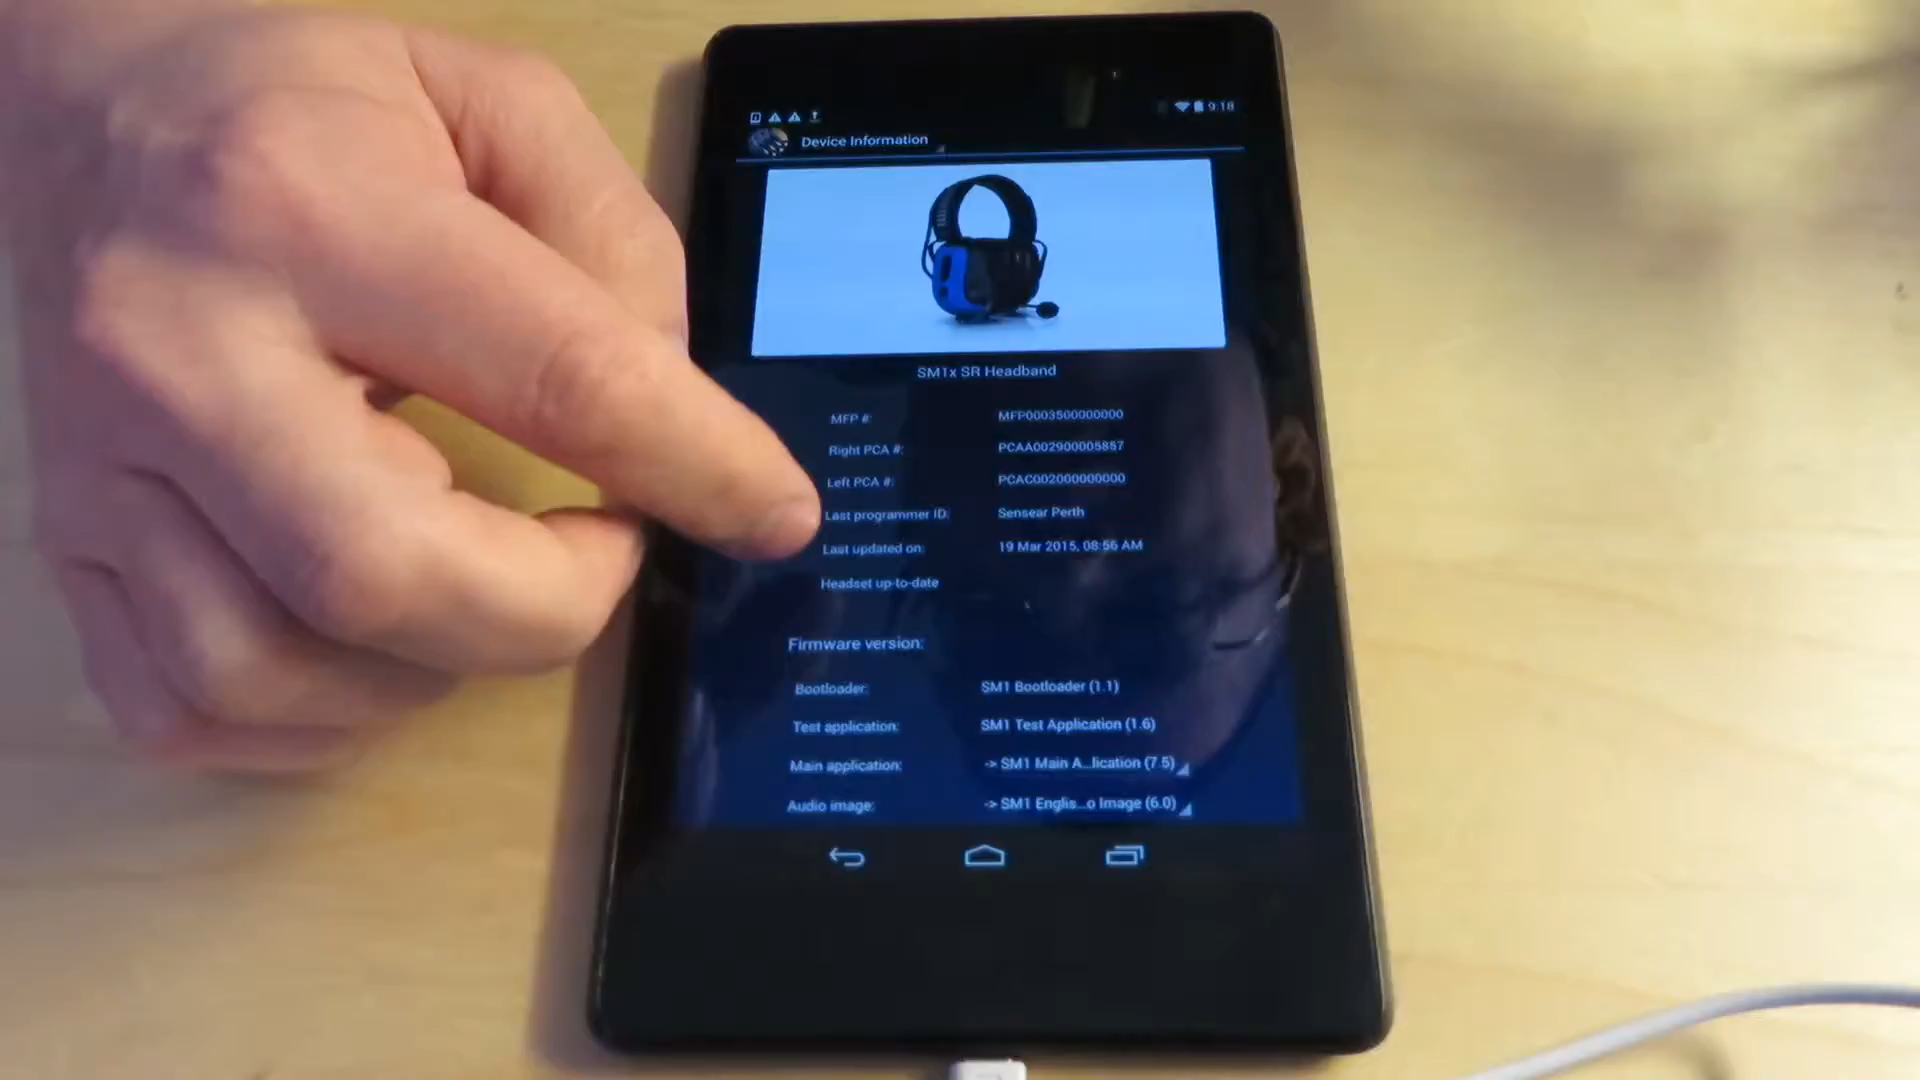 9:18
Device Information
SM1x SR Headband
MFP #: MFP0003500000000
Right PCA #: PCAA002900005857
Left PCA #: PCAC002000000000
Last programmer ID: Sensear Perth
Last updated on: 19 Mar 2015, 08:56 AM
Headset up-to-date
Firmware version:
Bootloader: SM1 Bootloader (1.1)
Test application: SM1 Test Application (1.6)
Main application: -> SM1 Main A...lication (7.5)
Audio image: -> SM1 Englis...o Image (6.0)